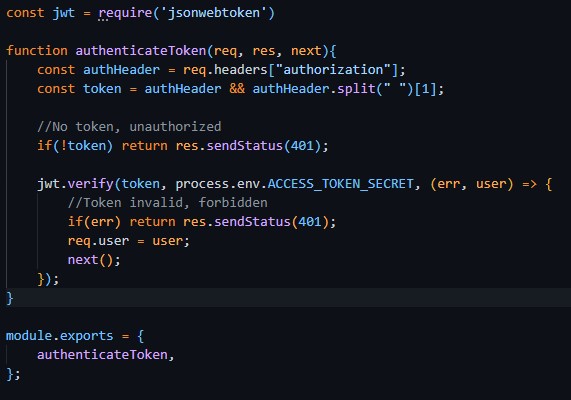 const jwt = require('jsonwebtoken')
function authenticateToken(req, res, next){
const authHeader = req.headers["authorization"];
const token = authHeader && authHeader.split(" ")[1];
//No token, unauthorized
if(!token) return res.sendStatus(401);
jwt.verify(token, process.env.ACCESS_TOKEN_SECRET, (err, user) => {
//Token invalid, forbidden
if(err) return res.sendStatus(401);
req.user = user;
next();
});
}
module.exports = {
authenticateToken,
};